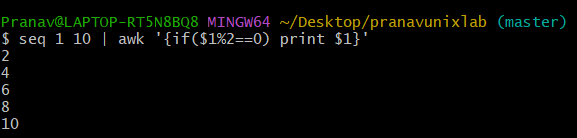 Pranav@LAPTOP-RT5N8BQ8 MINGW64 ~/Desktop/pranavunixlab (master)
$ seq 1 10 | awk '{if($1%2==0) print $1}'
2
4
6
8
10